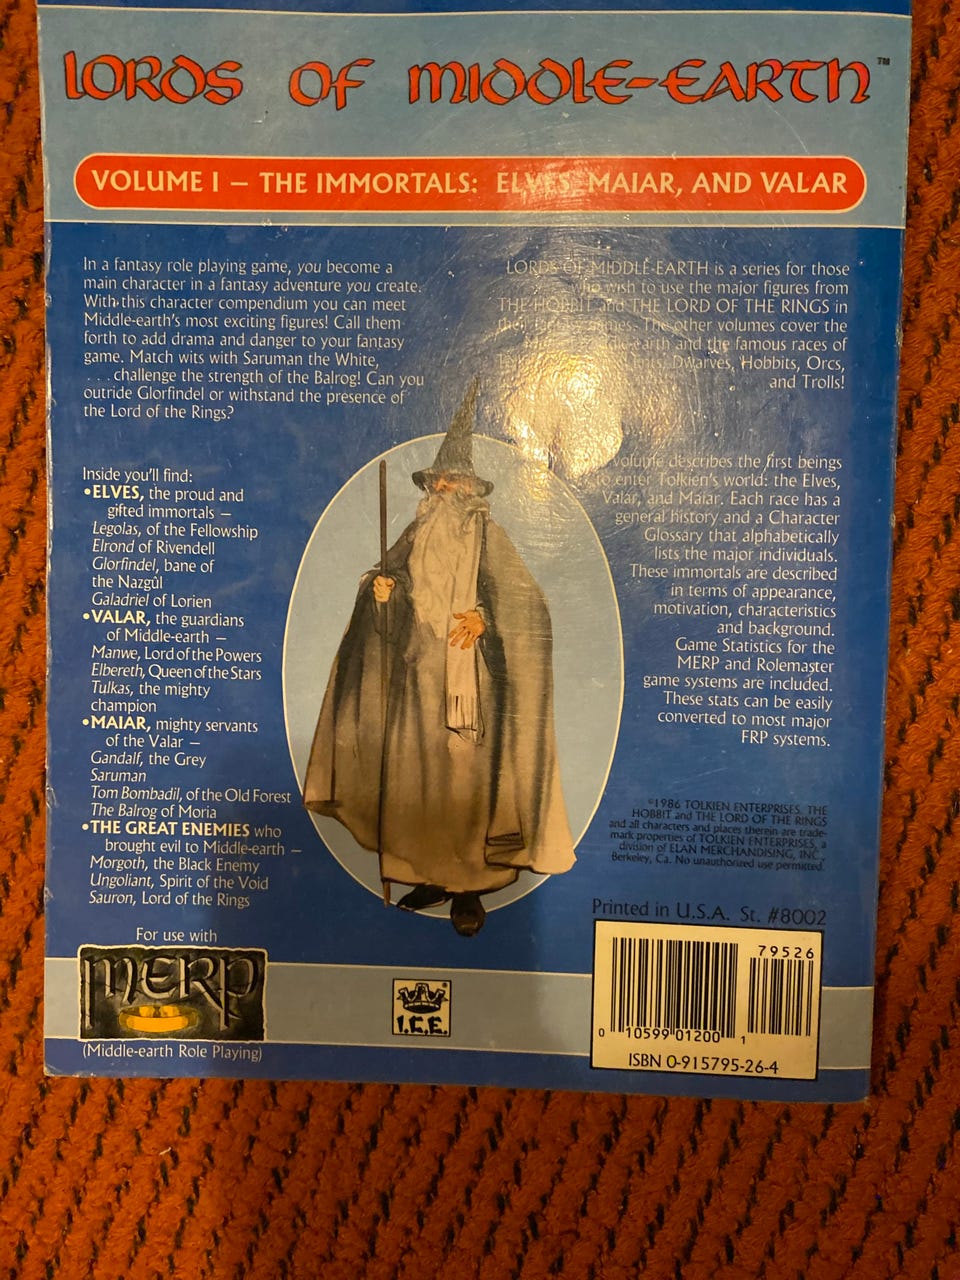 LORDS OF MIDDLE-EARTH™
VOLUME I – THE IMMORTALS: ELVES, MAIAR, AND VALAR
In a fantasy role playing game, you become a
main character in a fantasy adventure you create.
With this character compendium you can meet
Middle-earth's most exciting figures! Call them
forth to add drama and danger to your fantasy
game. Match wits with Saruman the White,
. . . challenge the strength of the Balrog! Can you
outride Glorfindel or withstand the presence of
the Lord of the Rings?
Inside you'll find:
•ELVES, the proud and
gifted immortals –
Legolas, of the Fellowship
Elrond of Rivendell
Glorfindel, bane of
the Nazgûl
Galadriel of Lorien
•VALAR, the guardians
of Middle-earth –
Manwe, Lord of the Powers
Elbereth, Queen of the Stars
Tulkas, the mighty
champion
•MAIAR, mighty servants
of the Valar –
Gandalf, the Grey
Saruman
Tom Bombadil, of the Old Forest
The Balrog of Moria
•THE GREAT ENEMIES who
brought evil to Middle-earth –
Morgoth, the Black Enemy
Ungoliant, Spirit of the Void
Sauron, Lord of the Rings
For use with
MERP
(Middle-earth Role Playing)
LORDS OF MIDDLE-EARTH is a series for those
who wish to use the major figures from
THE HOBBIT and THE LORD OF THE RINGS in
their fantasy games. The other volumes cover the
and the famous races of
Dwarves, Hobbits, Orcs,
and Trolls!
volume describes the first beings
to enter Tolkien's world: the Elves,
Valar, and Maiar. Each race has a
general history and a Character
Glossary that alphabetically
lists the major individuals.
These immortals are described
in terms of appearance,
motivation, characteristics
and background.
Game Statistics for the
MERP and Rolemaster
game systems are included.
These stats can be easily
converted to most major
FRP systems.
©1986 TOLKIEN ENTERPRISES. THE
HOBBIT and THE LORD OF THE RINGS
and all characters and places therein are trade-
mark properties of TOLKIEN ENTERPRISES, a
division of ELAN MERCHANDISING, INC.,
Berkeley, Ca. No unauthorized use permitted.
Printed in U.S.A. St. #8002
I.C.E.®
79526
0 10599 01200 1
ISBN 0-915795-26-4